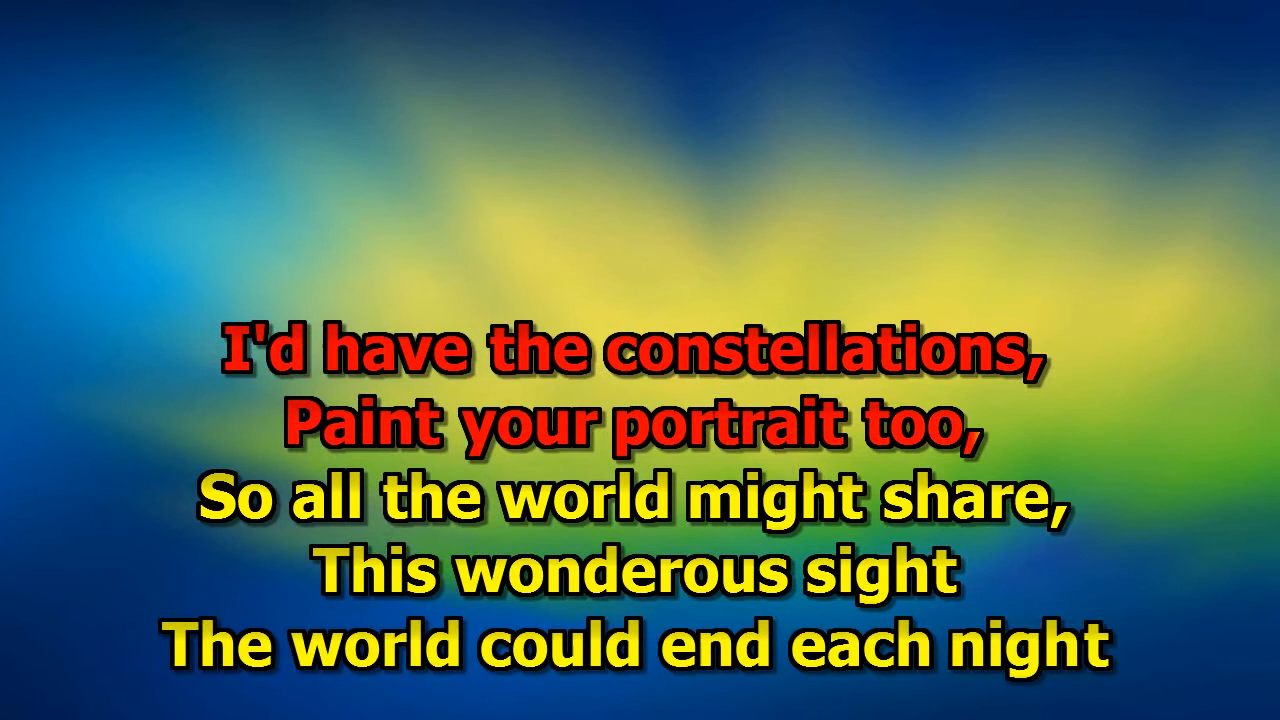 I'd have the constellations,
Paint your portrait too,
So all the world might share,
This wonderous sight
The world could end each night